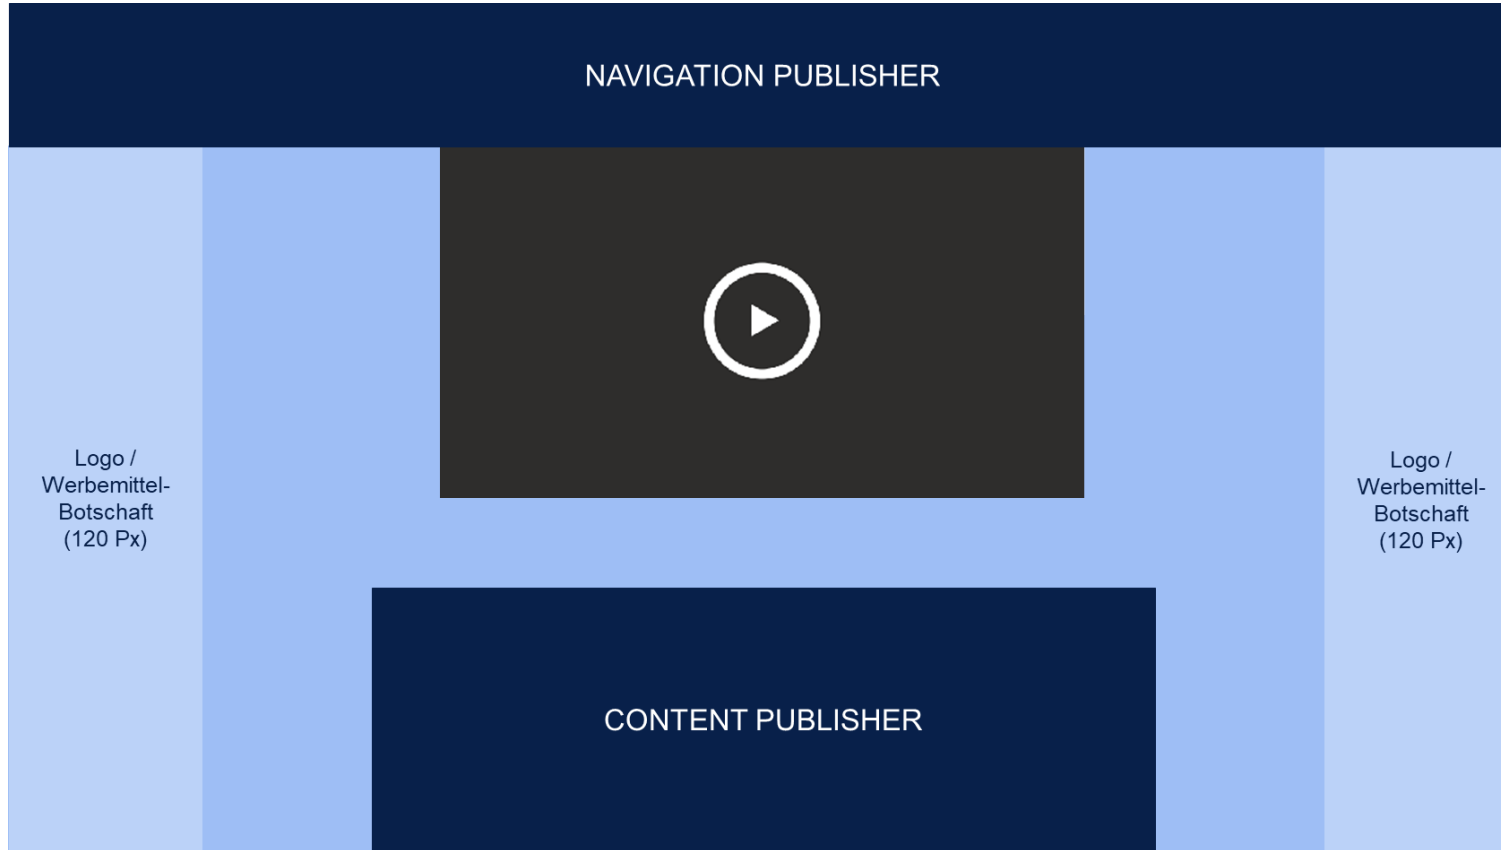 NAVIGATION PUBLISHER
Logo /
Werbemittel-
Botschaft
(120 Px)
Logo /
Werbemittel-
Botschaft
(120 Px)
CONTENT PUBLISHER